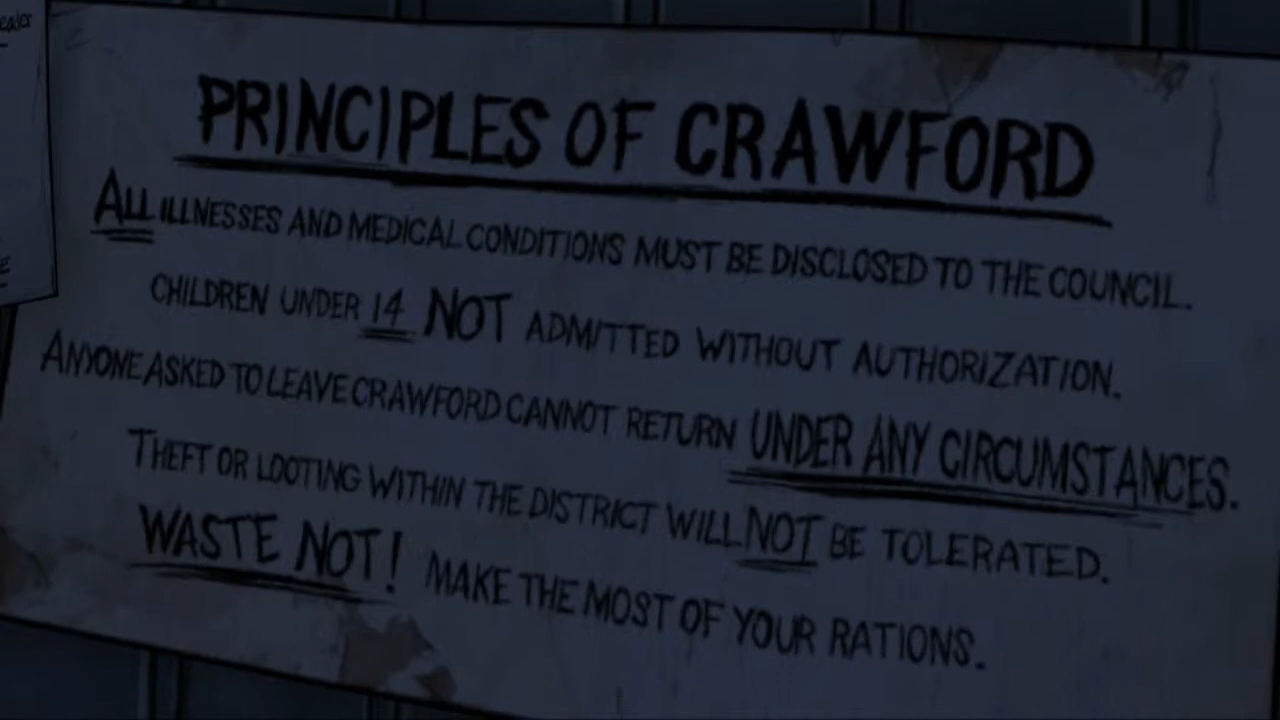 PRINCIPLES OF CRAWFORD
ALL ILLNESSES AND MEDICAL CONDITIONS MUST BE DISCLOSED TO THE COUNCIL.
CHILDREN UNDER 14 NOT ADMITTED WITHOUT AUTHORIZATION.
ANYONE ASKED TO LEAVE CRAWFORD CANNOT RETURN UNDER ANY CIRCUMSTANCES.
THEFT OR LOOTING WITHIN THE DISTRICT WILL NOT BE TOLERATED.
WASTE NOT! MAKE THE MOST OF YOUR RATIONS.